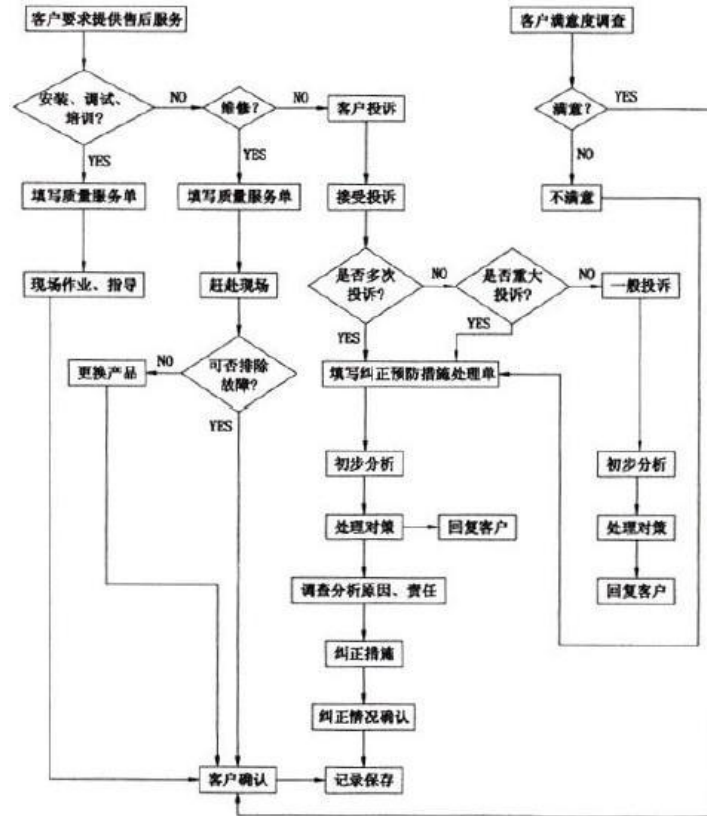 客户要求提供售后服务
客户满意度调查
安装、调试、
培训?
NO
维修?
NO
客户投诉
满意?
YES
YES
YES
NO
填写质量服务单
填写质量服务单
接受投诉
不满意
现场作业、指导
赶赴现场
是否多次
投诉?
NO
是否重大
投诉?
NO
一般投诉
YES
YES
更换产品
NO
可否排除
故障?
填写纠正预防措施处理单
YES
初步分析
初步分析
处理对策
回复客户
处理对策
调查分析原因、责任
回复客户
纠正措施
纠正情况确认
客户确认
记录保存